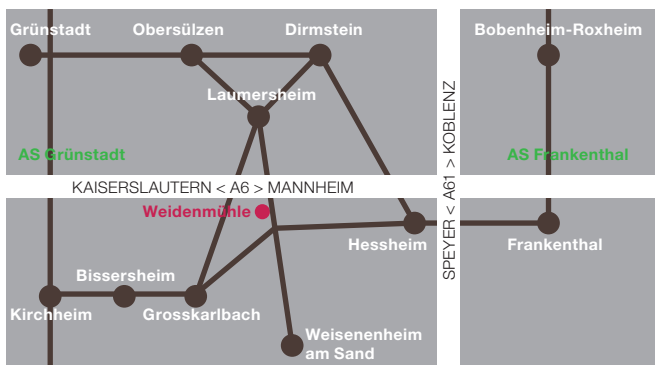 Grünstadt
Obersülzen
Dirmstein
Bobenheim-Roxheim
Laumersheim
AS Grünstadt
AS Frankenthal
KAISERSLAUTERN < A6 > MANNHEIM
SPEYER < A61 > KOBLENZ
Weidenmühle
Hessheim
Frankenthal
Bissersheim
Kirchheim
Grosskarlbach
Weisenenheim
am Sand